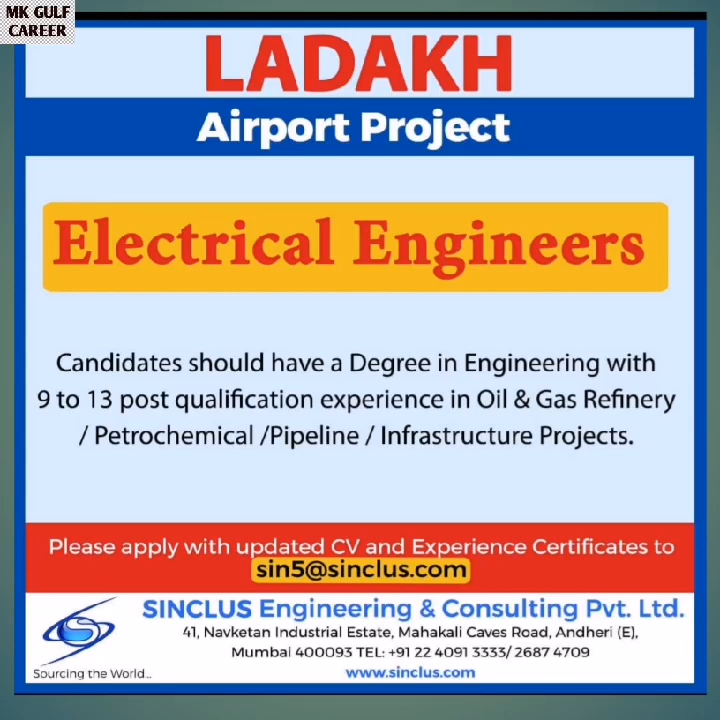 MK GULF
CAREER
LADAKH
Airport Project
Electrical Engineers
Candidates should have a Degree in Engineering with
9 to 13 post qualification experience in Oil & Gas Refinery
/ Petrochemical /Pipeline / Infrastructure Projects.
Please apply with updated CV and Experience Certificates to
sin5@sinclus.com
SINCLUS Engineering & Consulting Pvt. Ltd.
41, Navketan Industrial Estate, Mahakali Caves Road, Andheri (E),
Mumbai 400093 TEL: +91 22 4091 3333/ 2687 4709
Sourcing the World...
www.sinclus.com